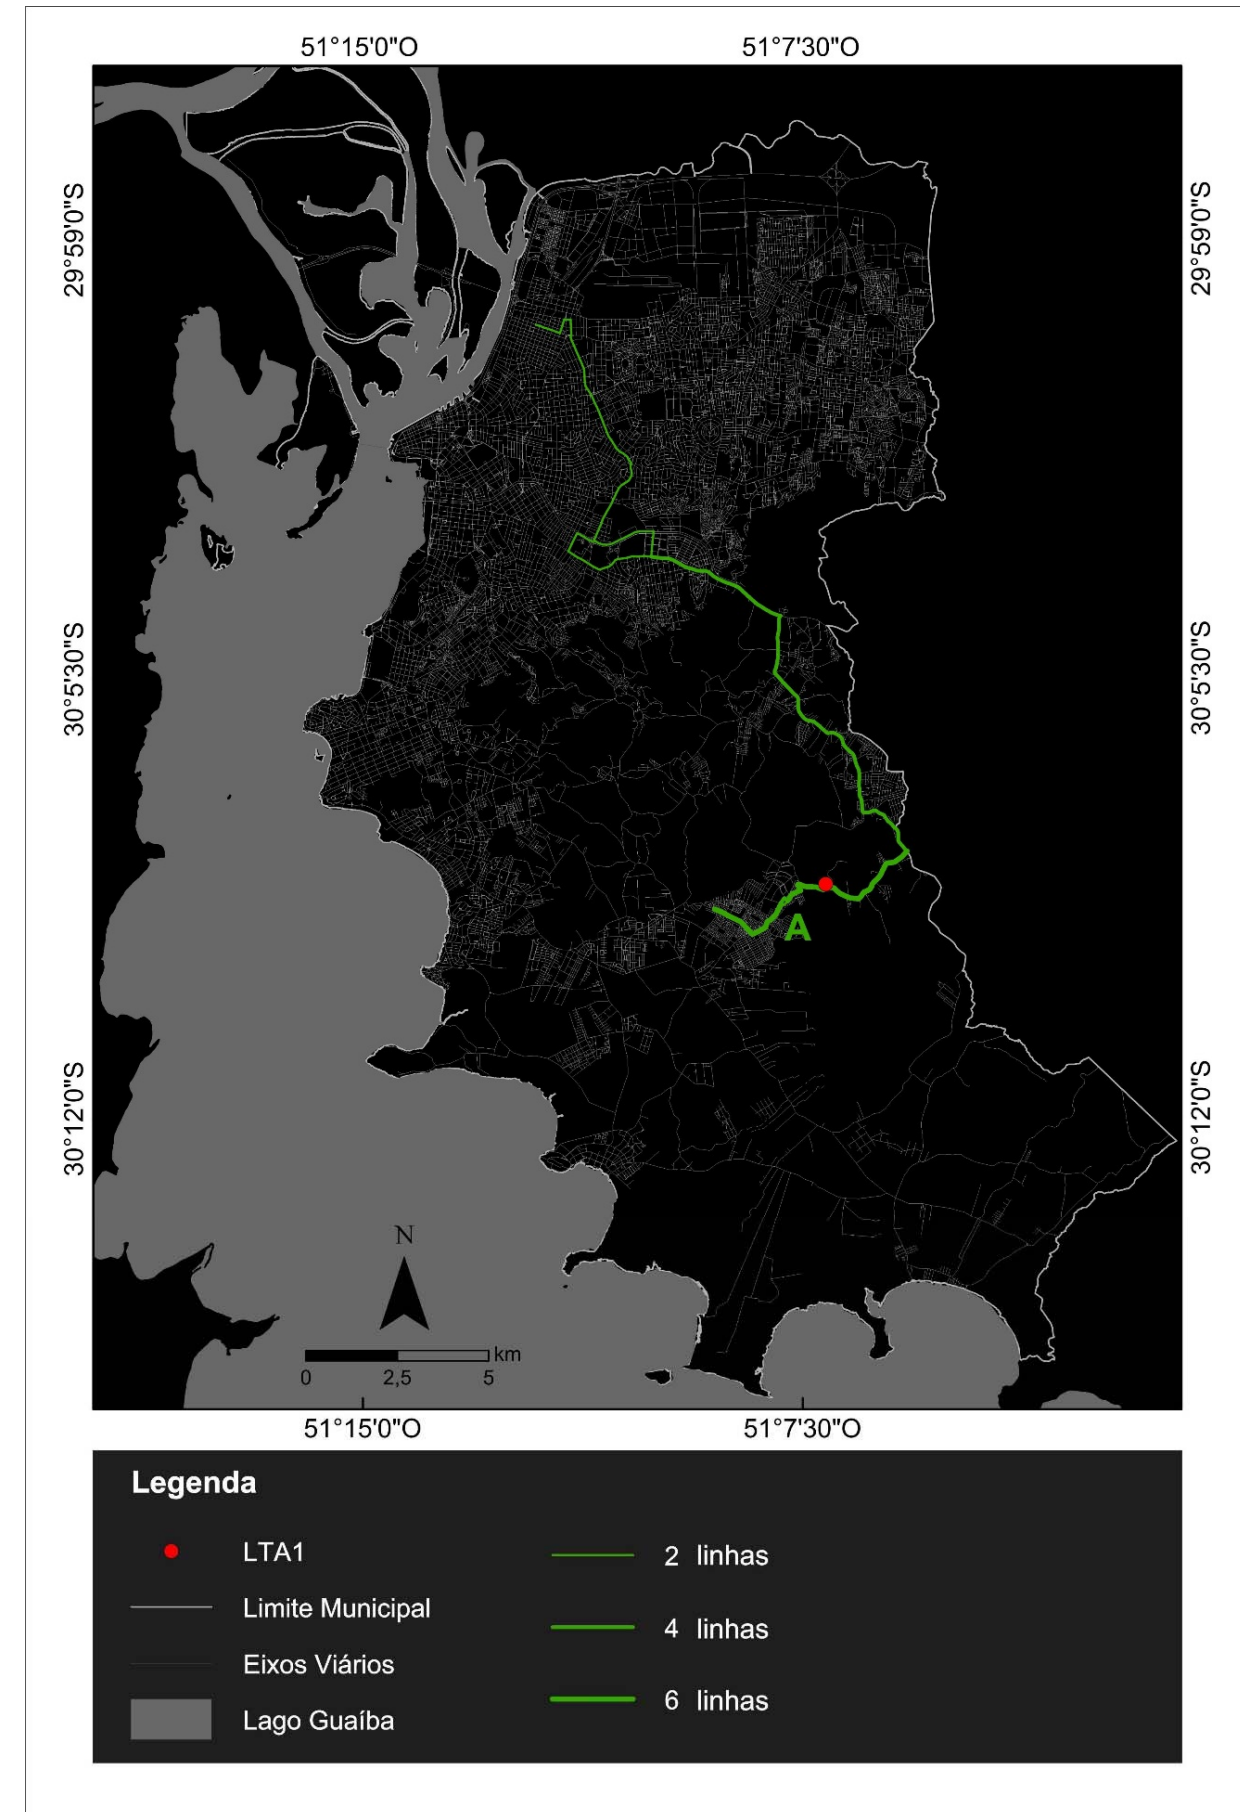 51°15'0"O 51°7'30"O
29°59'0"S 29°59'0"S
30°5'30"S 30°5'30"S
A
30°12'0"S 30°12'0"S
N
km
0 2,5 5
51°15'0"O 51°7'30"O
Legenda
LTA1
Limite Municipal
Eixos Viários
Lago Guaíba
2 linhas
4 linhas
6 linhas